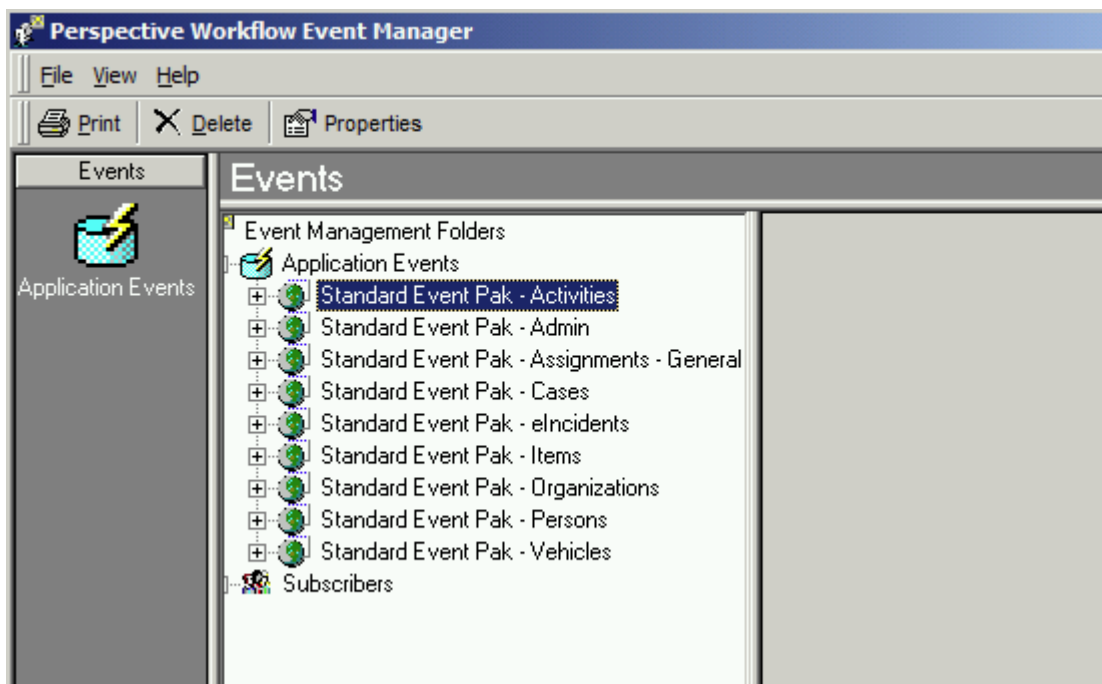 Perspective Workflow Event Manager
File View Help
Print Delete Properties
Events
Events
Application Events
Event Management Folders
Application Events
Standard Event Pak - Activities
Standard Event Pak - Admin
Standard Event Pak - Assignments - General
Standard Event Pak - Cases
Standard Event Pak - eIncidents
Standard Event Pak - Items
Standard Event Pak - Organizations
Standard Event Pak - Persons
Standard Event Pak - Vehicles
Subscribers